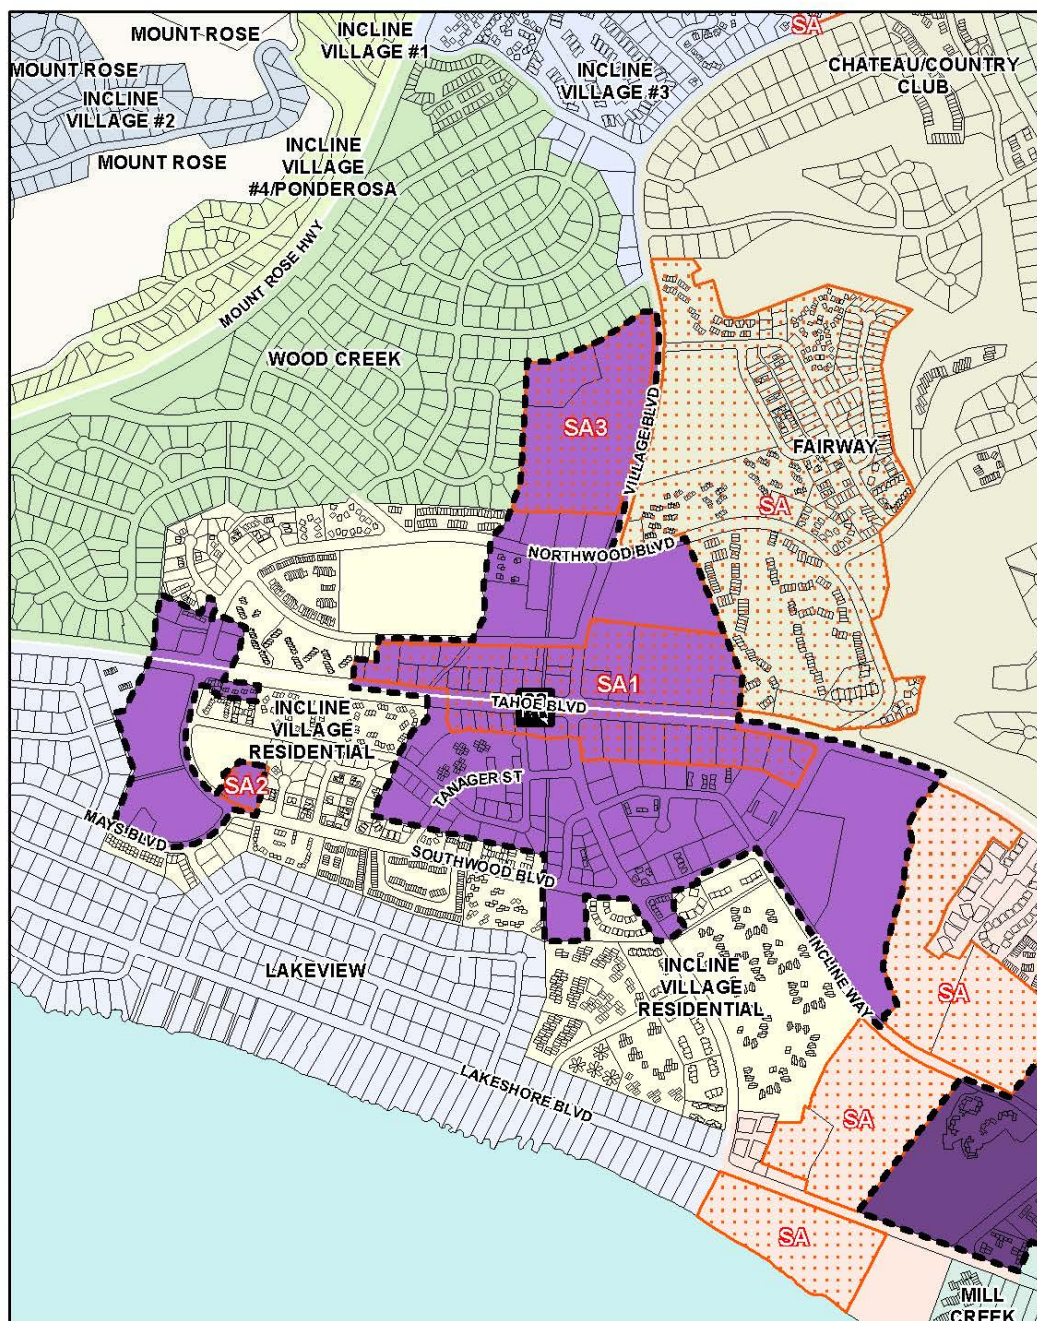 SA
MOUNT ROSE
INCLINE
VILLAGE #1
MOUNT ROSE
INCLINE
VILLAGE #2
INCLINE
VILLAGE #3
CHATEAU/COUNTRY
CLUB
MOUNT ROSE
INCLINE
VILLAGE
#4/PONDEROSA
MOUNT ROSE HWY
WOOD CREEK
SA3
VILLAGE BLVD
FAIRWAY
SA
NORTHWOOD BLVD
SA1
TAHOE BLVD
INCLINE
VILLAGE
RESIDENTIAL
TANAGER ST
SA2
MAYS BLVD
SOUTHWOOD BLVD
LAKEVIEW
INCLINE
VILLAGE
RESIDENTIAL
INCLINE WAY
SA
LAKESHORE BLVD
SA
SA
MILL
CREEK